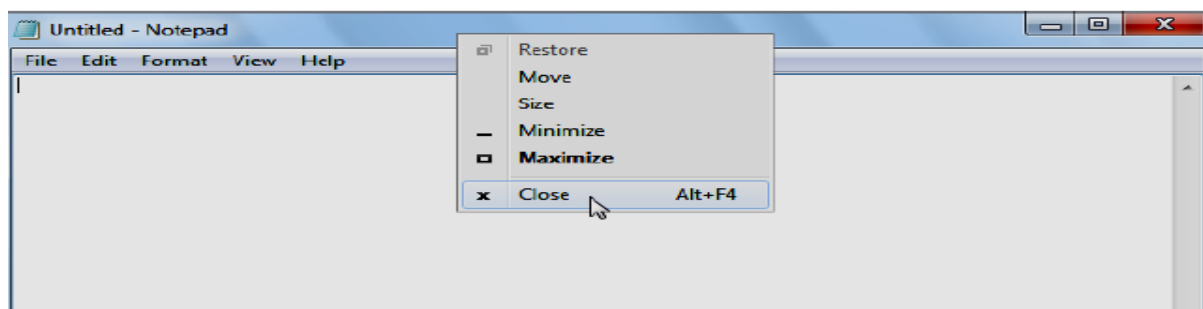 Untitled - Notepad
File Edit Format View Help
Restore
Move
Size
Minimize
Maximize
Close Alt+F4